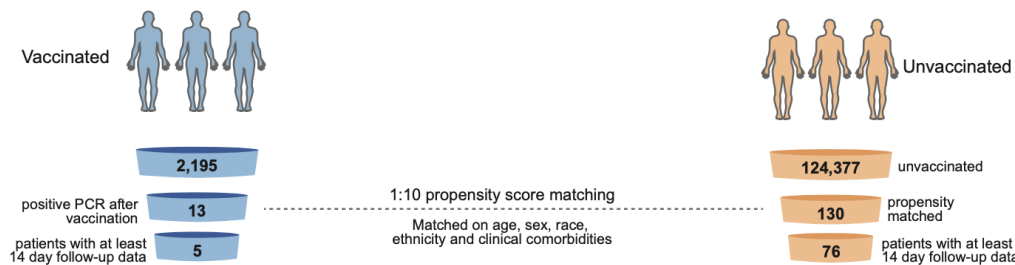 Vaccinated
Unvaccinated
2,195
124,377
unvaccinated
positive PCR after
vaccination
13
1:10 propensity score matching
Matched on age, sex, race,
ethnicity and clinical comorbidities
130
propensity
matched
patients with at least
14 day follow-up data
5
76
patients with at least
14 day follow-up data